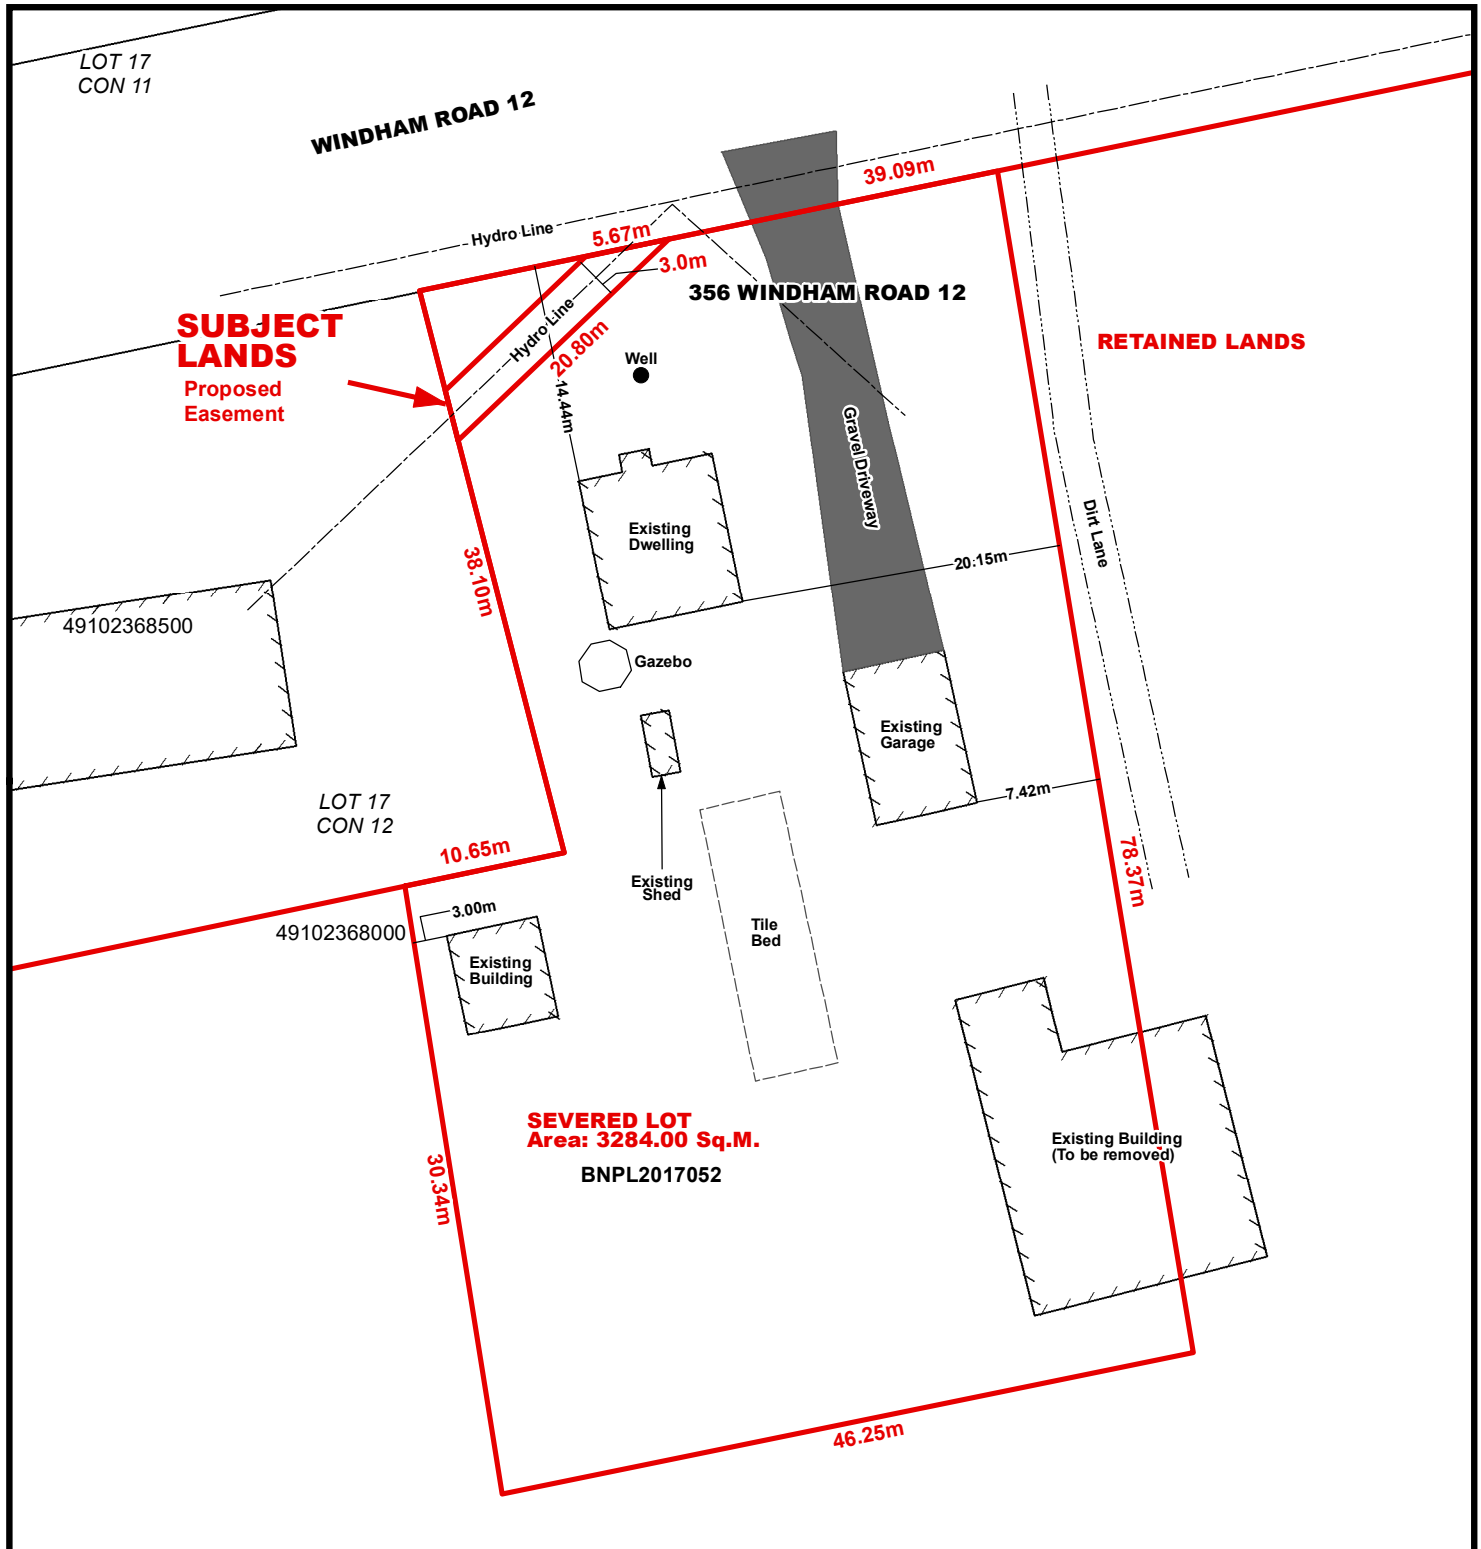 LOT 17
CON 11
WINDHAM ROAD 12
39.09m
Hydro Line
5.67m
3.0m
356 WINDHAM ROAD 12
SUBJECT
LANDS
Proposed
Easement
Hydro Line
20.80m
14.44m
Well
RETAINED LANDS
Gravel Driveway
Existing
Dwelling
Dirt Lane
20.15m
38.10m
49102368500
Gazebo
Existing
Garage
7.42m
LOT 17
CON 12
10.65m
78.37m
Existing
Shed
3.00m
49102368000
Tile
Bed
Existing
Building
SEVERED LOT
Area: 3284.00 Sq.M.
BNPL2017052
Existing Building
(To be removed)
30.34m
46.25m